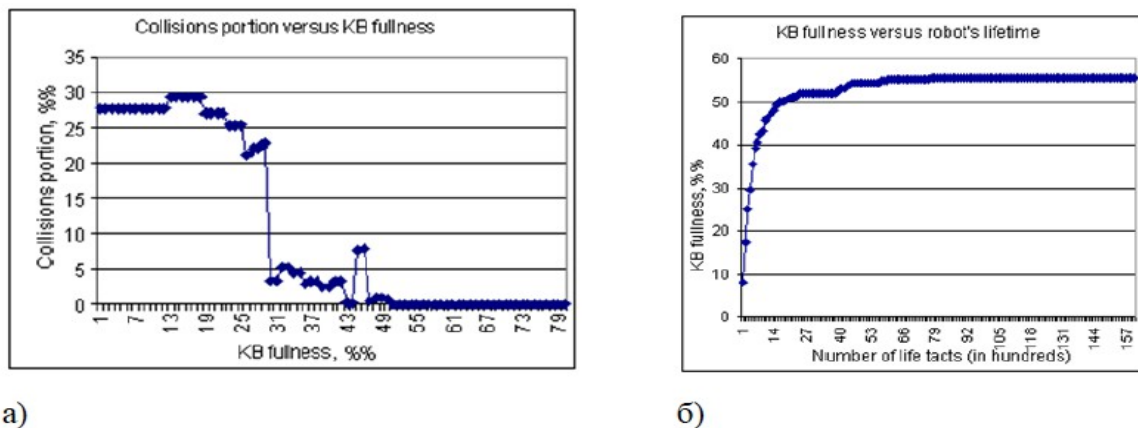 Collisions portion versus KB fullness
Collisions portion, %%
35
30
25
20
15
10
5
0
1 7 13 19 25 31 37 43 49 55 61 67 73 79
KB fullness, %%
KB fullness versus robot's lifetime
KB fullness, %%
60
50
40
30
20
10
0
1 14 27 40 53 66 79 92 105 118 131 144 157
Number of life tacts (in hundreds)
а)
б)